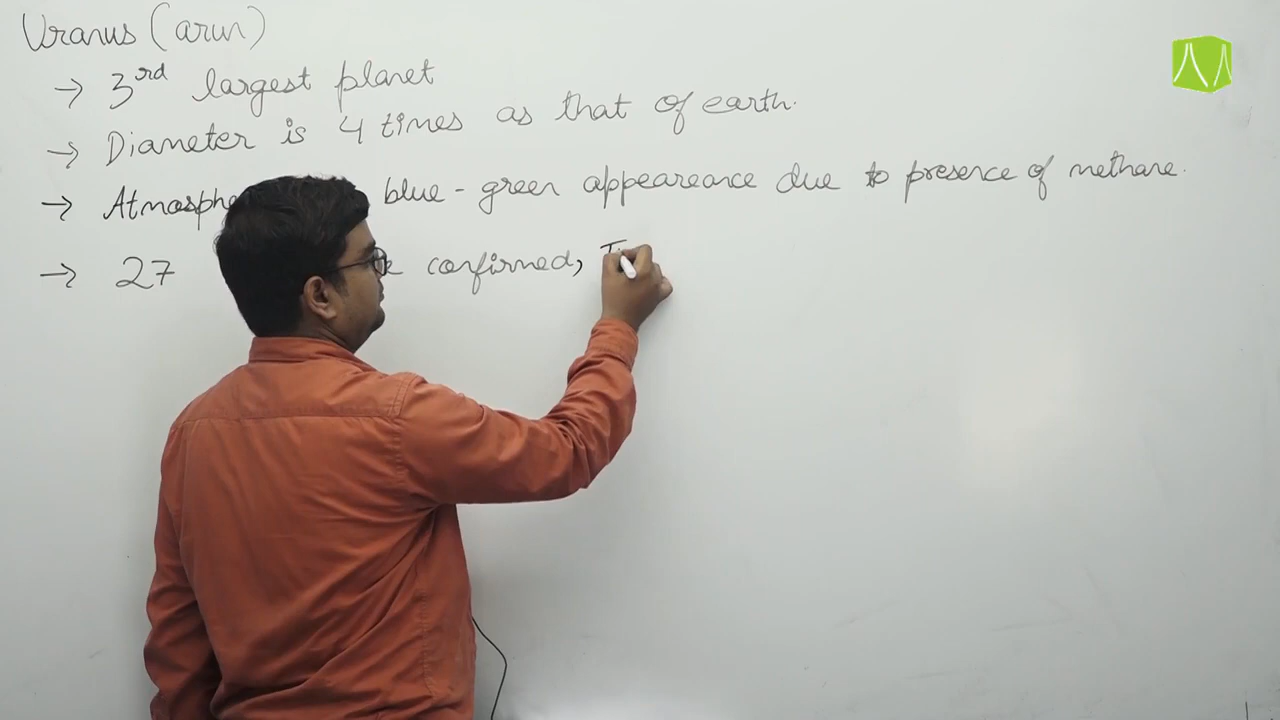 Uranus (arun)
→ 3rd largest planet
→ Diameter is 4 times as that of earth.
→ Atmosphe blue - green appeareance due to presence of methane.
→ 27 confirmed,